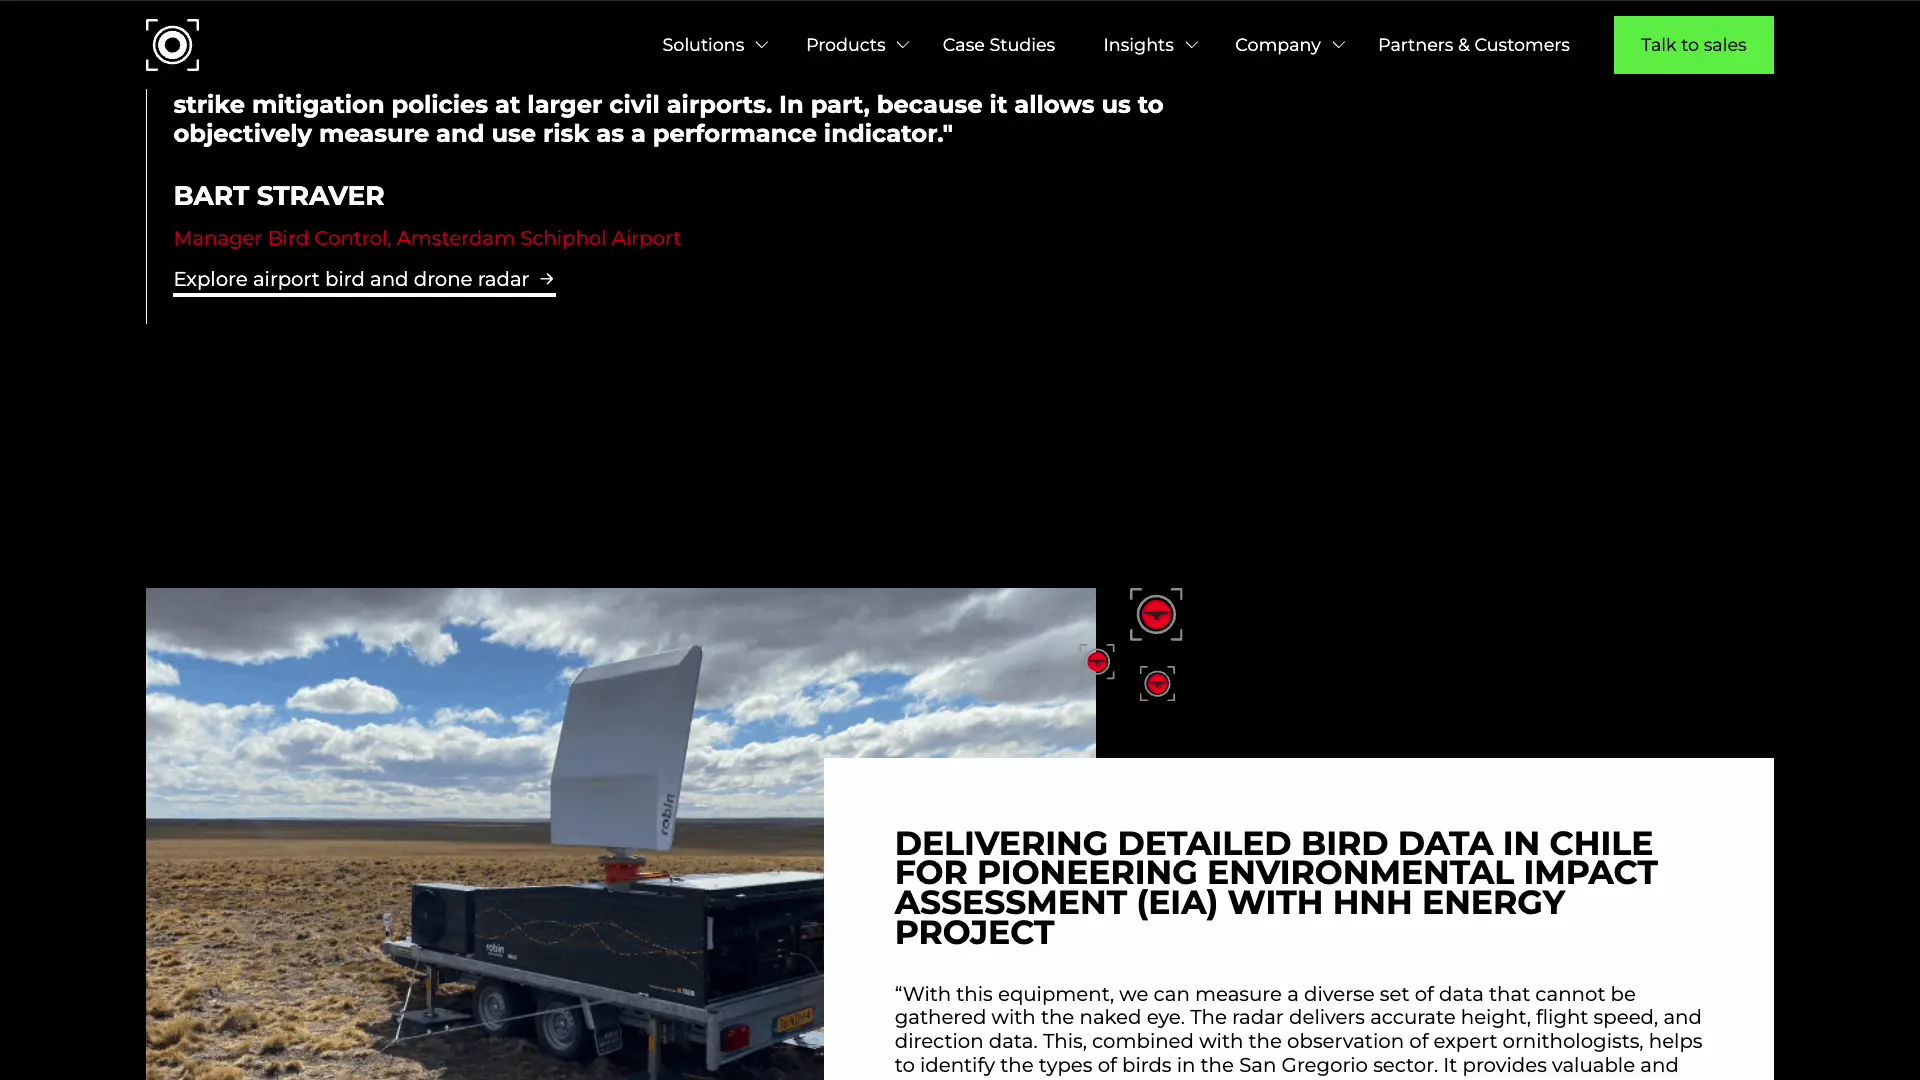 Solutions
Products
Case Studies
Insights
Company
Partners & Customers
Talk to sales
strike mitigation policies at larger civil airports. In part, because it allows us to
objectively measure and use risk as a performance indicator."
BART STRAVER
Manager Bird Control, Amsterdam Schiphol Airport
Explore airport bird and drone radar →
robin
robin
DELIVERING DETAILED BIRD DATA IN CHILE
FOR PIONEERING ENVIRONMENTAL IMPACT
ASSESSMENT (EIA) WITH HNH ENERGY
PROJECT
“With this equipment, we can measure a diverse set of data that cannot be
gathered with the naked eye. The radar delivers accurate height, flight speed, and
direction data. This, combined with the observation of expert ornithologists, helps
to identify the types of birds in the San Gregorio sector. It provides valuable and